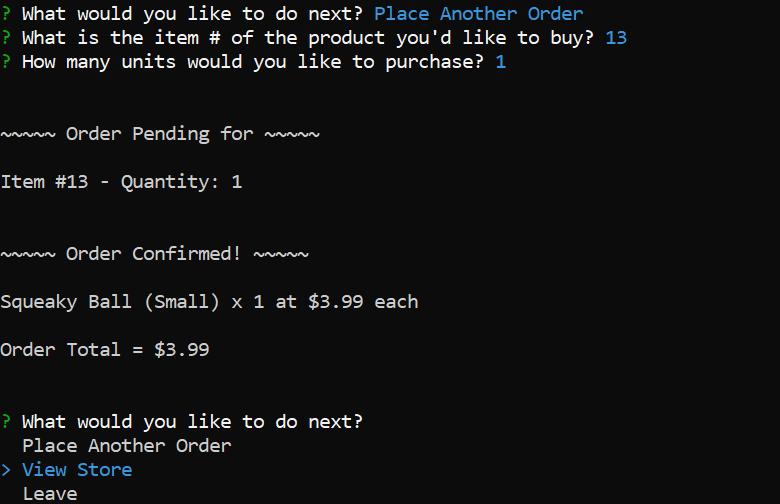 ? What would you like to do next? Place Another Order
? What is the item # of the product you'd like to buy? 13
? How many units would you like to purchase? 1
~~~~~ Order Pending for ~~~~~
Item #13 - Quantity: 1
~~~~~ Order Confirmed! ~~~~~
Squeaky Ball (Small) x 1 at $3.99 each
Order Total = $3.99
? What would you like to do next?
Place Another Order
> View Store
Leave